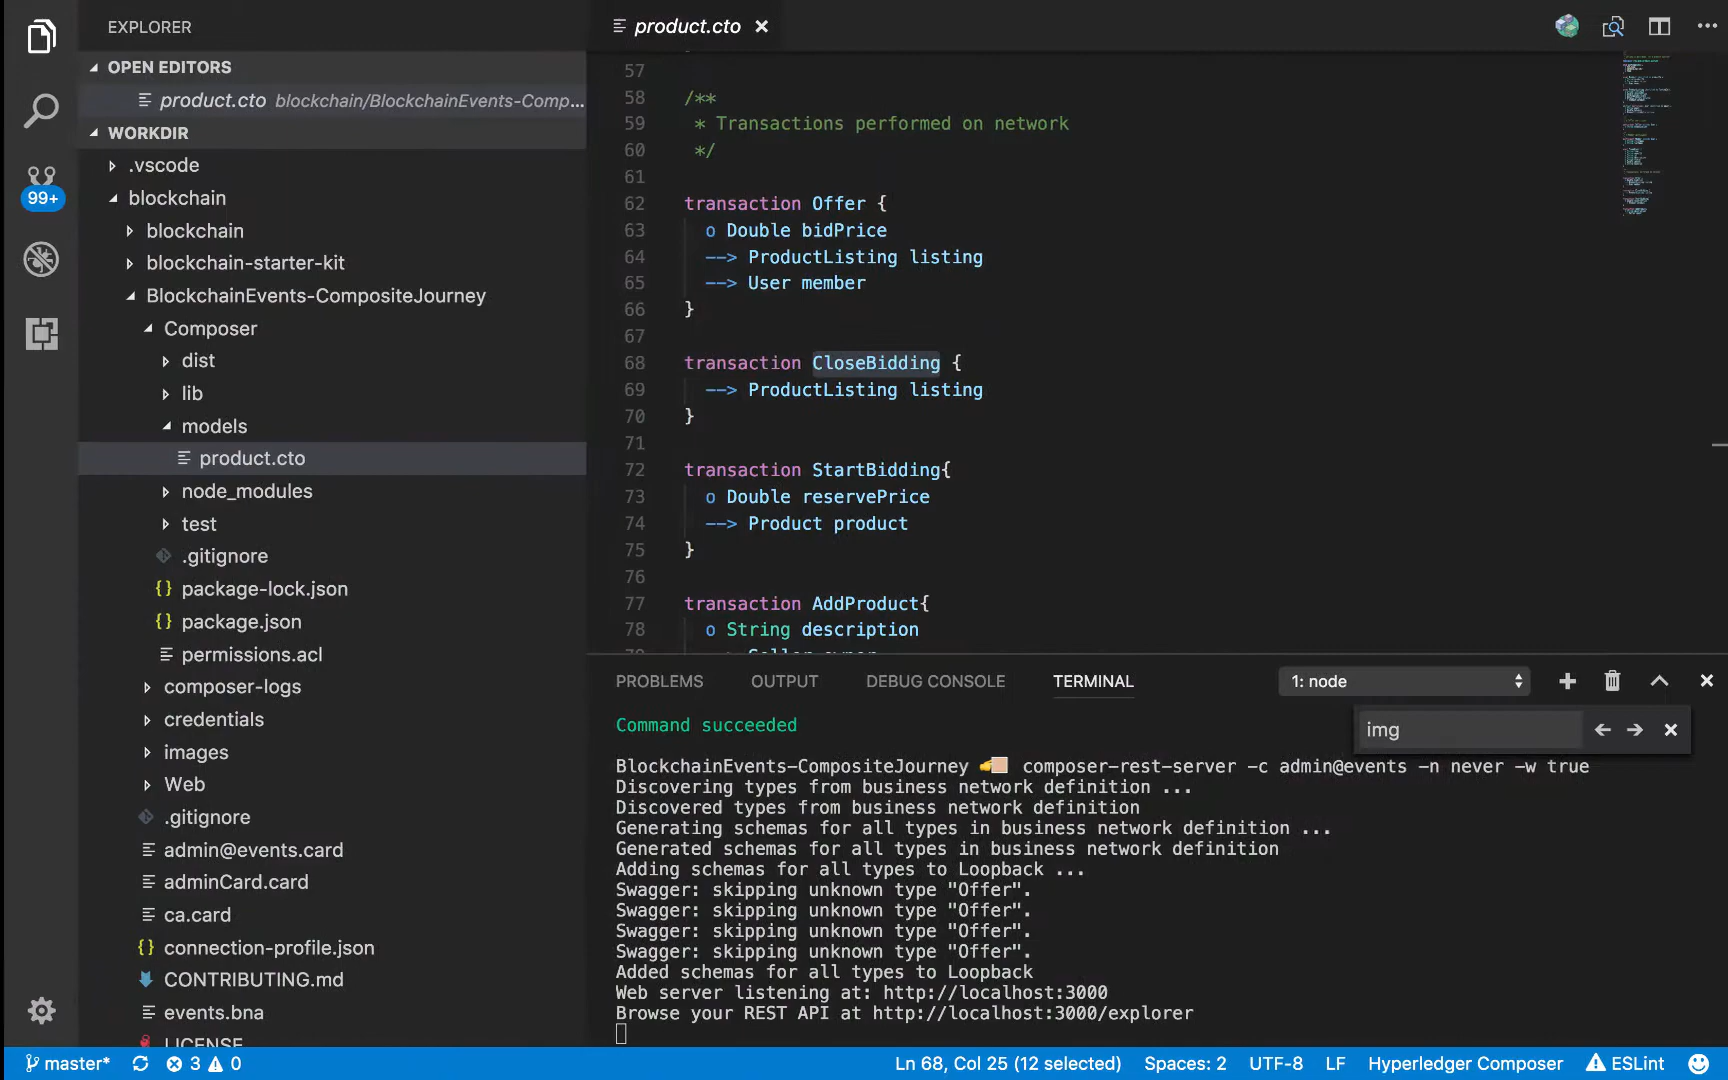 EXPLORER
OPEN EDITORS
product.cto blockchain/BlockchainEvents-Comp...
WORKDIR
.vscode
blockchain
blockchain
blockchain-starter-kit
BlockchainEvents-CompositeJourney
Composer
dist
lib
models
product.cto
node_modules
test
.gitignore
package-lock.json
package.json
permissions.acl
composer-logs
credentials
images
Web
.gitignore
admin@events.card
adminCard.card
ca.card
connection-profile.json
CONTRIBUTING.md
events.bna
LICENSE
99+
product.cto
57
58 /**
59 * Transactions performed on network
60 */
61
62 transaction Offer {
63 o Double bidPrice
64 --> ProductListing listing
65 --> User member
66 }
67
68 transaction CloseBidding {
69 --> ProductListing listing
70 }
71
72 transaction StartBidding{
73 o Double reservePrice
74 --> Product product
75 }
76
77 transaction AddProduct{
78 o String description
PROBLEMS OUTPUT DEBUG CONSOLE TERMINAL 1: node
img
Command succeeded
BlockchainEvents-CompositeJourney 👉🏼 composer-rest-server -c admin@events -n never -w true
Discovering types from business network definition ...
Discovered types from business network definition
Generating schemas for all types in business network definition ...
Generated schemas for all types in business network definition
Adding schemas for all types to Loopback ...
Swagger: skipping unknown type "Offer".
Swagger: skipping unknown type "Offer".
Swagger: skipping unknown type "Offer".
Swagger: skipping unknown type "Offer".
Added schemas for all types to Loopback
Web server listening at: http://localhost:3000
Browse your REST API at http://localhost:3000/explorer
master* 3 0 Ln 68, Col 25 (12 selected) Spaces: 2 UTF-8 LF Hyperledger Composer ESLint